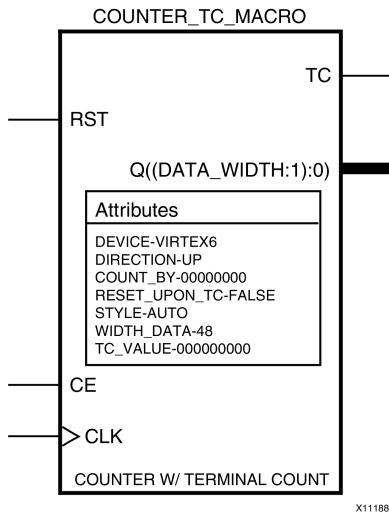 COUNTER_TC_MACRO
TC
RST
Q((DATA_WIDTH:1):0)
Attributes
DEVICE-VIRTEX6
DIRECTION-UP
COUNT_BY-00000000
RESET_UPON_TC-FALSE
STYLE-AUTO
WIDTH_DATA-48
TC_VALUE-000000000
CE
CLK
COUNTER W/ TERMINAL COUNT
X11188